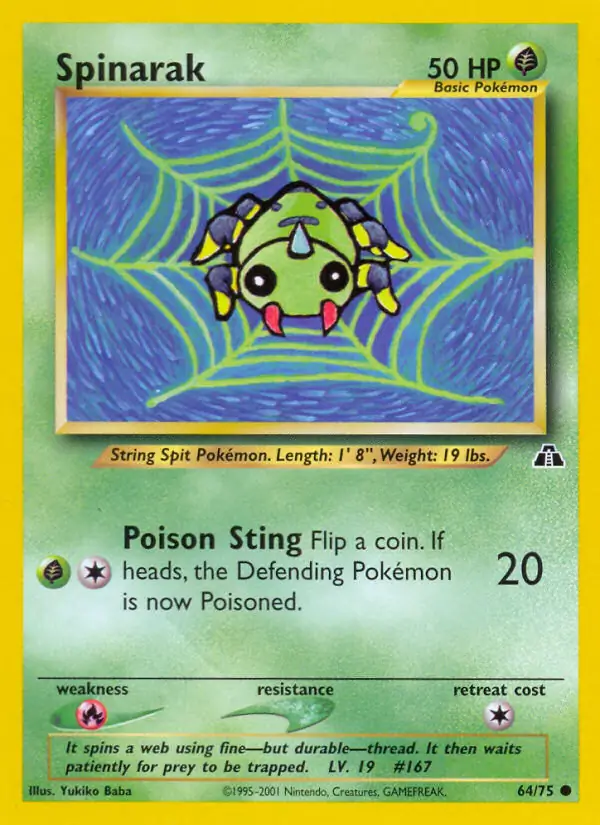 Spinarak
50 HP
Basic Pokémon
String Spit Pokémon. Length: 1' 8", Weight: 19 lbs.
Poison Sting Flip a coin. If
heads, the Defending Pokémon
is now Poisoned.
20
weakness
resistance
retreat cost
It spins a web using fine—but durable—thread. It then waits
patiently for prey to be trapped. LV. 19 #167
Illus. Yukiko Baba
©1995-2001 Nintendo, Creatures, GAMEFREAK.
64/75